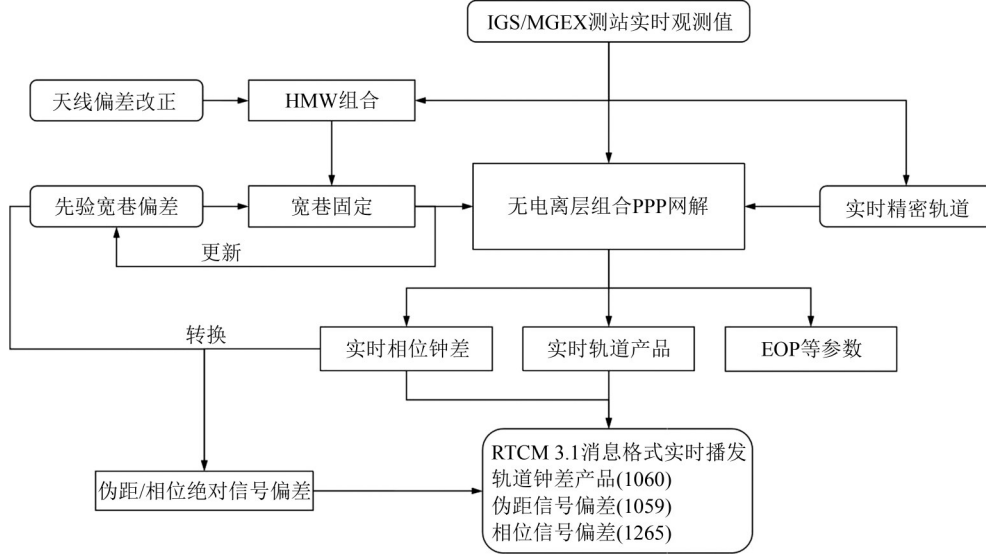 IGS/MGEX测站实时观测值
天线偏差改正
HMW组合
先验宽巷偏差
宽巷固定
无电离层组合PPP网解
实时精密轨道
更新
转换
实时相位钟差
实时轨道产品
EOP等参数
伪距/相位绝对信号偏差
RTCM 3.1消息格式实时播发
轨道钟差产品(1060)
伪距信号偏差(1059)
相位信号偏差(1265)